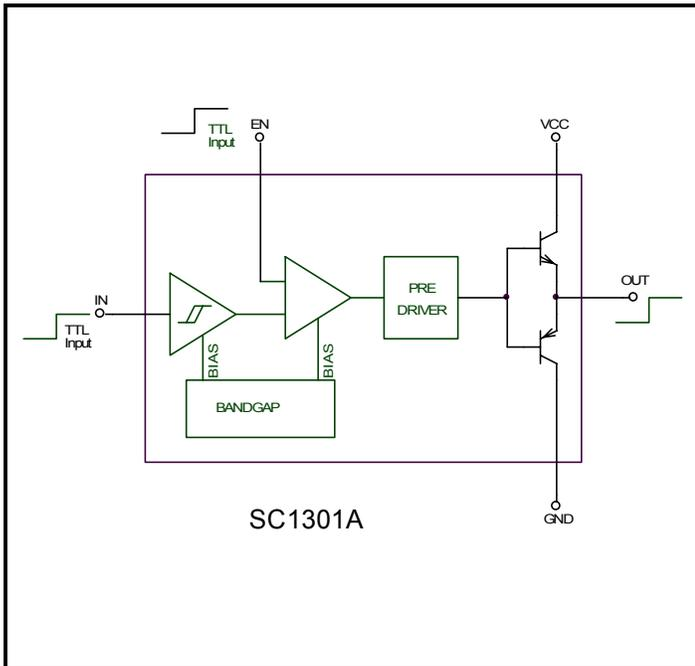 EN
TTL
Input
VCC
IN
TTL
Input
PRE
DRIVER
OUT
BIAS
BIAS
BANDGAP
GND
SC1301A